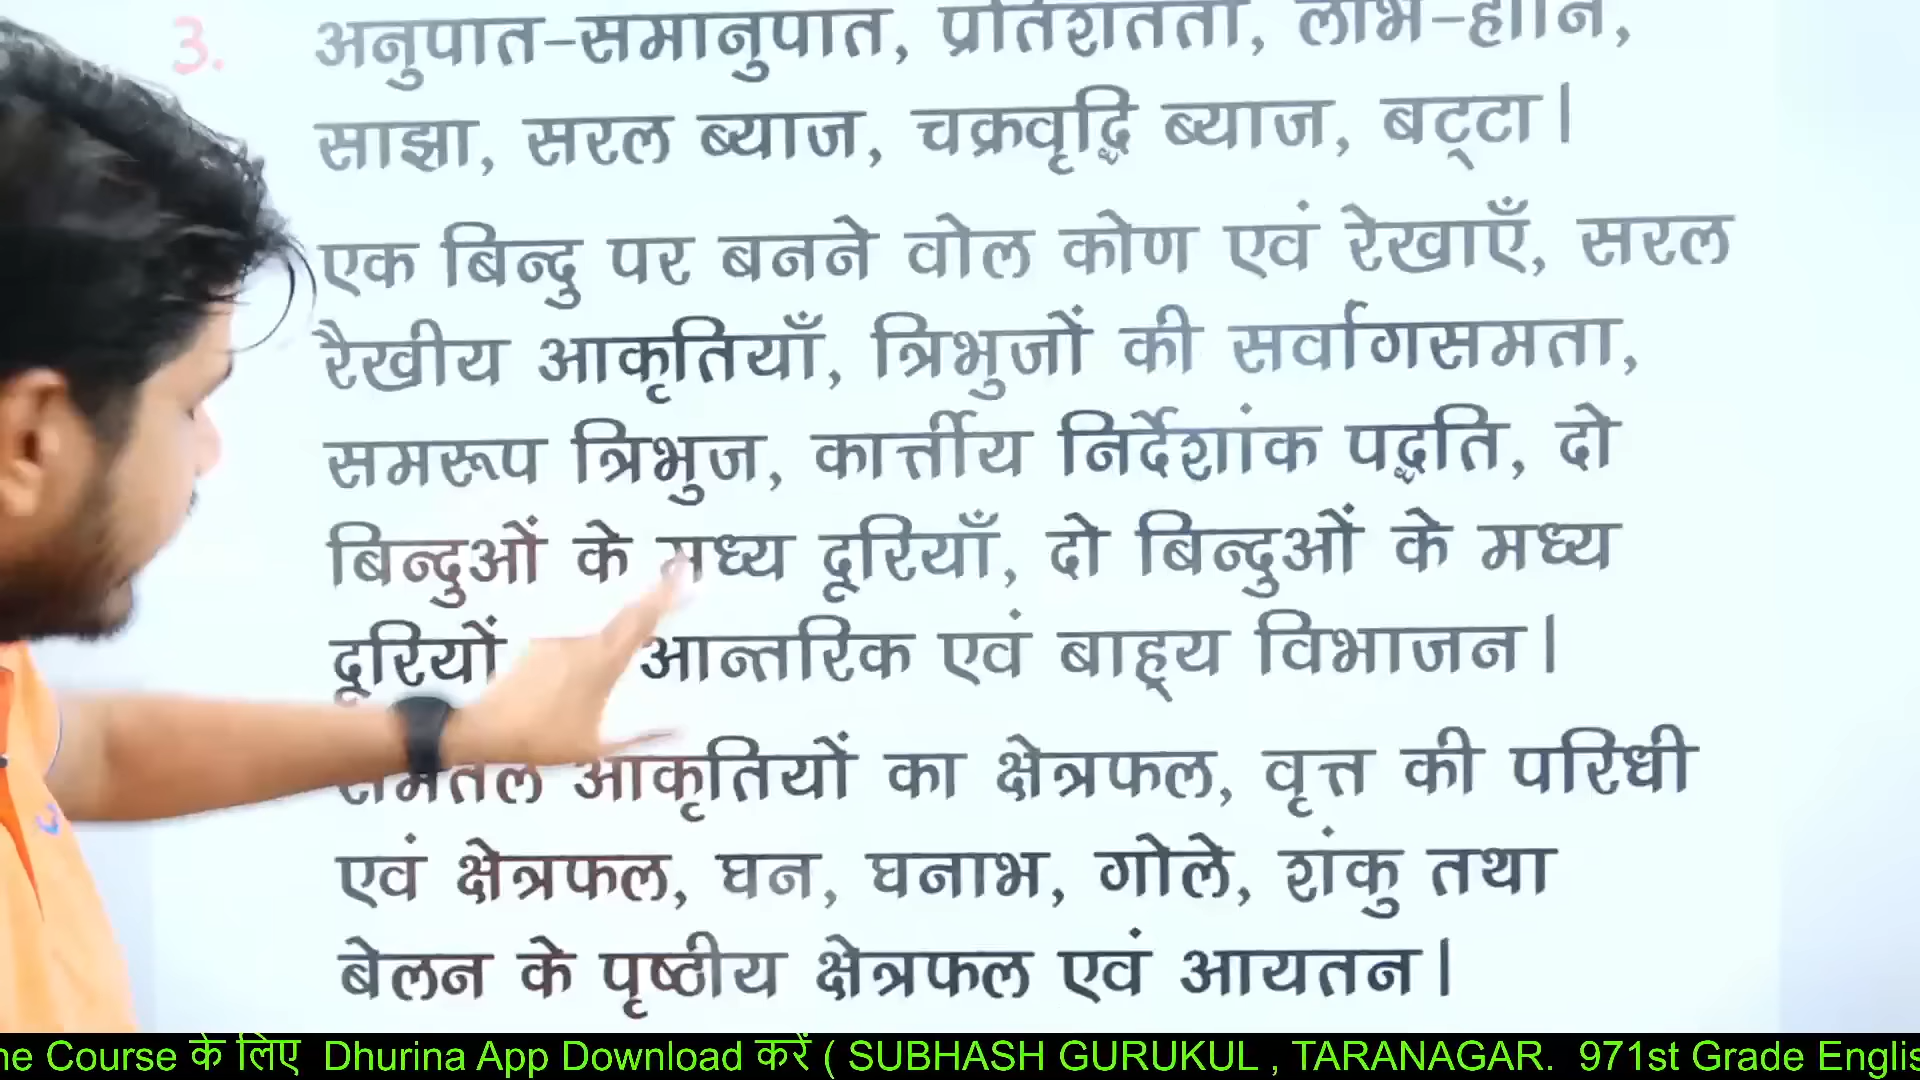 3. अनुपात-समानुपात, प्रतिशतता, लाभ-हानि,
साझा, सरल ब्याज, चक्रवृद्धि ब्याज, बट्टा।
एक बिन्दु पर बनने वोल कोण एवं रेखाएँ, सरल
रैखीय आकृतियाँ, त्रिभुजों की सर्वागसमता,
समरूप त्रिभुज, कार्त्तीय निर्देशांक पद्धति, दो
बिन्दुओं के मध्य दूरियाँ, दो बिन्दुओं के मध्य
दूरियों आन्तरिक एवं बाह्य विभाजन।
समतल आकृतियों का क्षेत्रफल, वृत्त की परिधी
एवं क्षेत्रफल, घन, घनाभ, गोले, शंकु तथा
बेलन के पृष्ठीय क्षेत्रफल एवं आयतन।
ne Course के लिए Dhurina App Download करें ( SUBHASH GURUKUL , TARANAGAR. 971st Grade Englis